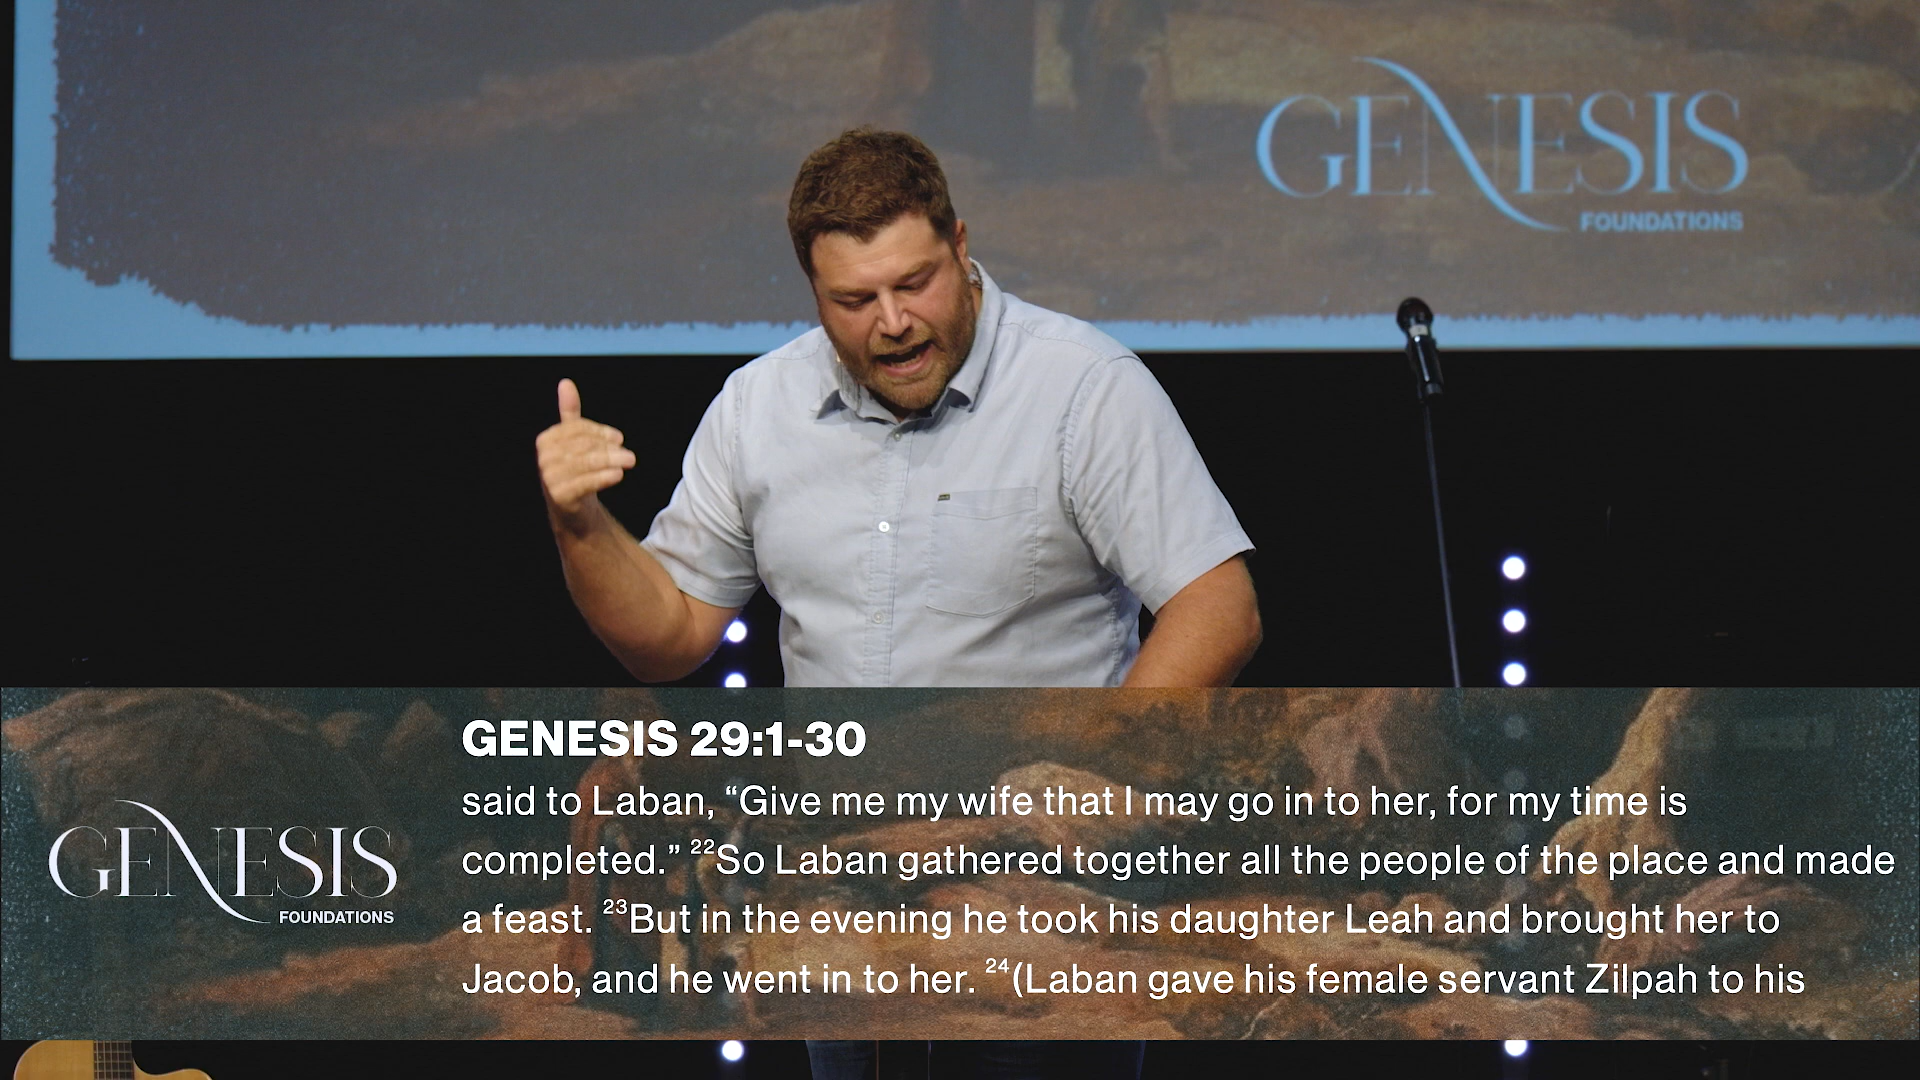 GENESIS
FOUNDATIONS
GENESIS 29:1-30
said to Laban, “Give me my wife that I may go in to her, for my time is
completed.” ²²So Laban gathered together all the people of the place and made
a feast. ²³But in the evening he took his daughter Leah and brought her to
Jacob, and he went in to her. ²⁴(Laban gave his female servant Zilpah to his
GENESIS
FOUNDATIONS